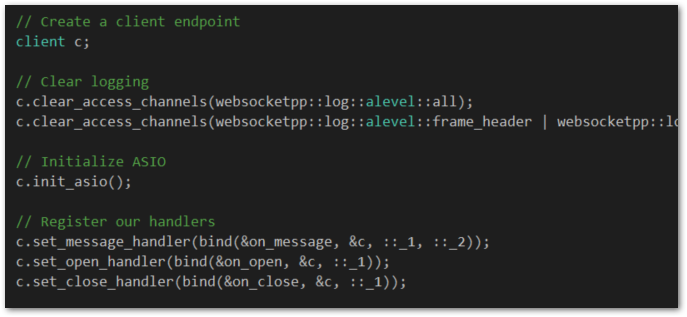 // Create a client endpoint
client c;
// Clear logging
c.clear_access_channels(websocketpp::log::alevel::all);
c.clear_access_channels(websocketpp::log::alevel::frame_header | websocketpp::lo
// Initialize ASIO
c.init_asio();
// Register our handlers
c.set_message_handler(bind(&on_message, &c, ::_1, ::_2));
c.set_open_handler(bind(&on_open, &c, ::_1));
c.set_close_handler(bind(&on_close, &c, ::_1));